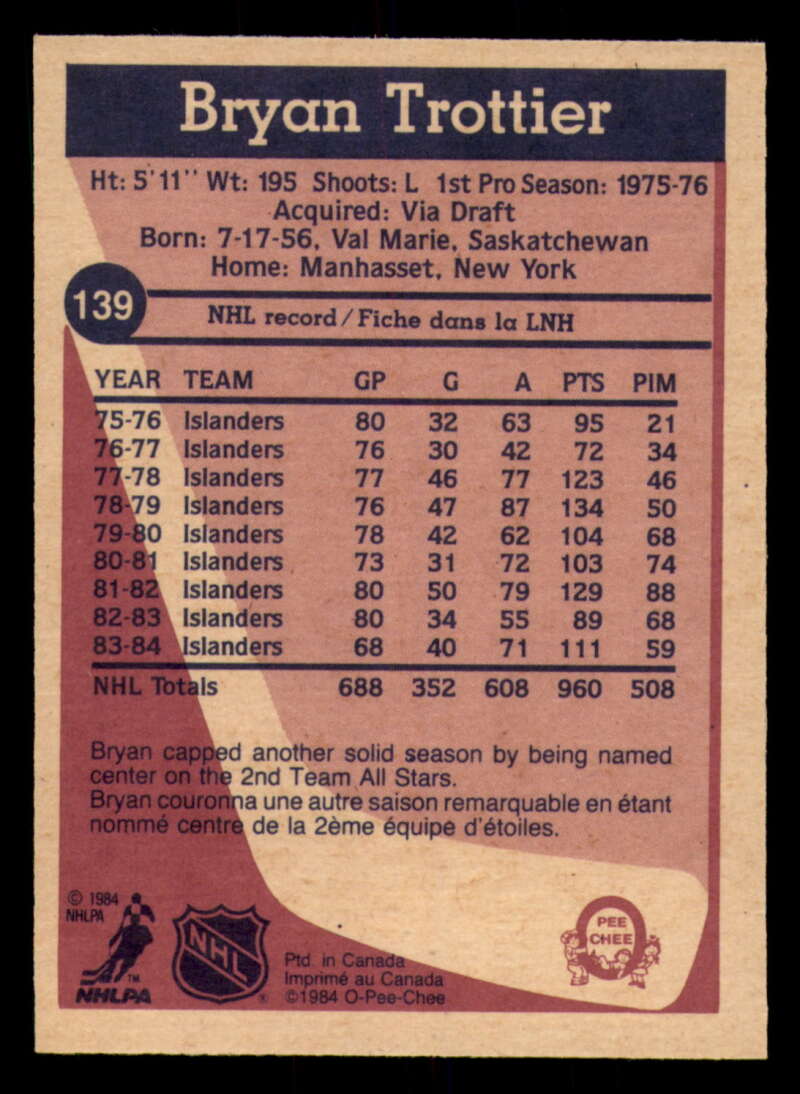 Bryan Trottier
Ht: 5'11" Wt: 195 Shoots: L 1st Pro Season: 1975-76
Acquired: Via Draft
Born: 7-17-56, Val Marie, Saskatchewan
Home: Manhasset, New York
139
NHL record/Fiche dans la LNH
YEAR TEAM GP G A PTS PIM
75-76 Islanders 80 32 63 95 21
76-77 Islanders 76 30 42 72 34
77-78 Islanders 77 46 77 123 46
78-79 Islanders 76 47 87 134 50
79-80 Islanders 78 42 62 104 68
80-81 Islanders 73 31 72 103 74
81-82 Islanders 80 50 79 129 88
82-83 Islanders 80 34 55 89 68
83-84 Islanders 68 40 71 111 59
NHL Totals 688 352 608 960 508
Bryan capped another solid season by being named
center on the 2nd Team All Stars.
Bryan couronna une autre saison remarquable en étant
nommé centre de la 2ème équipe d'étoiles.
© 1984
NHLPA
TM
NHLPA
NHL
®
Ptd. in Canada
Imprimé au Canada
©1984 O-Pee-Chee
PEE
CHEE